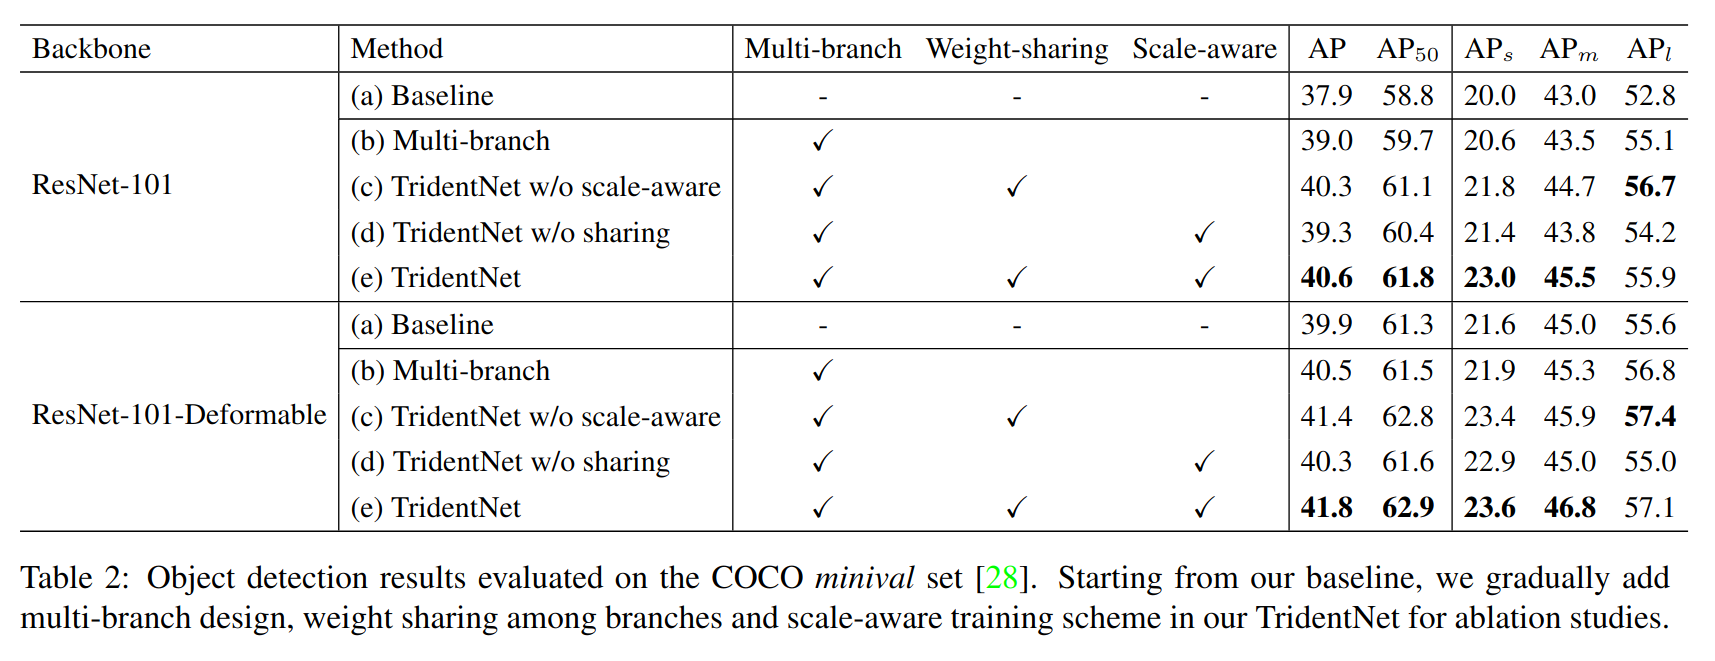 Backbone Method Multi-branch Weight-sharing Scale-aware AP AP50 APs APm APl
ResNet-101
(a) Baseline - - - 37.9 58.8 20.0 43.0 52.8
(b) Multi-branch ✓ 39.0 59.7 20.6 43.5 55.1
(c) TridentNet w/o scale-aware ✓ ✓ 40.3 61.1 21.8 44.7 56.7
(d) TridentNet w/o sharing ✓ ✓ 39.3 60.4 21.4 43.8 54.2
(e) TridentNet ✓ ✓ ✓ 40.6 61.8 23.0 45.5 55.9
ResNet-101-Deformable
(a) Baseline - - - 39.9 61.3 21.6 45.0 55.6
(b) Multi-branch ✓ 40.5 61.5 21.9 45.3 56.8
(c) TridentNet w/o scale-aware ✓ ✓ 41.4 62.8 23.4 45.9 57.4
(d) TridentNet w/o sharing ✓ ✓ 40.3 61.6 22.9 45.0 55.0
(e) TridentNet ✓ ✓ ✓ 41.8 62.9 23.6 46.8 57.1
Table 2: Object detection results evaluated on the COCO minival set [28]. Starting from our baseline, we gradually add
multi-branch design, weight sharing among branches and scale-aware training scheme in our TridentNet for ablation studies.